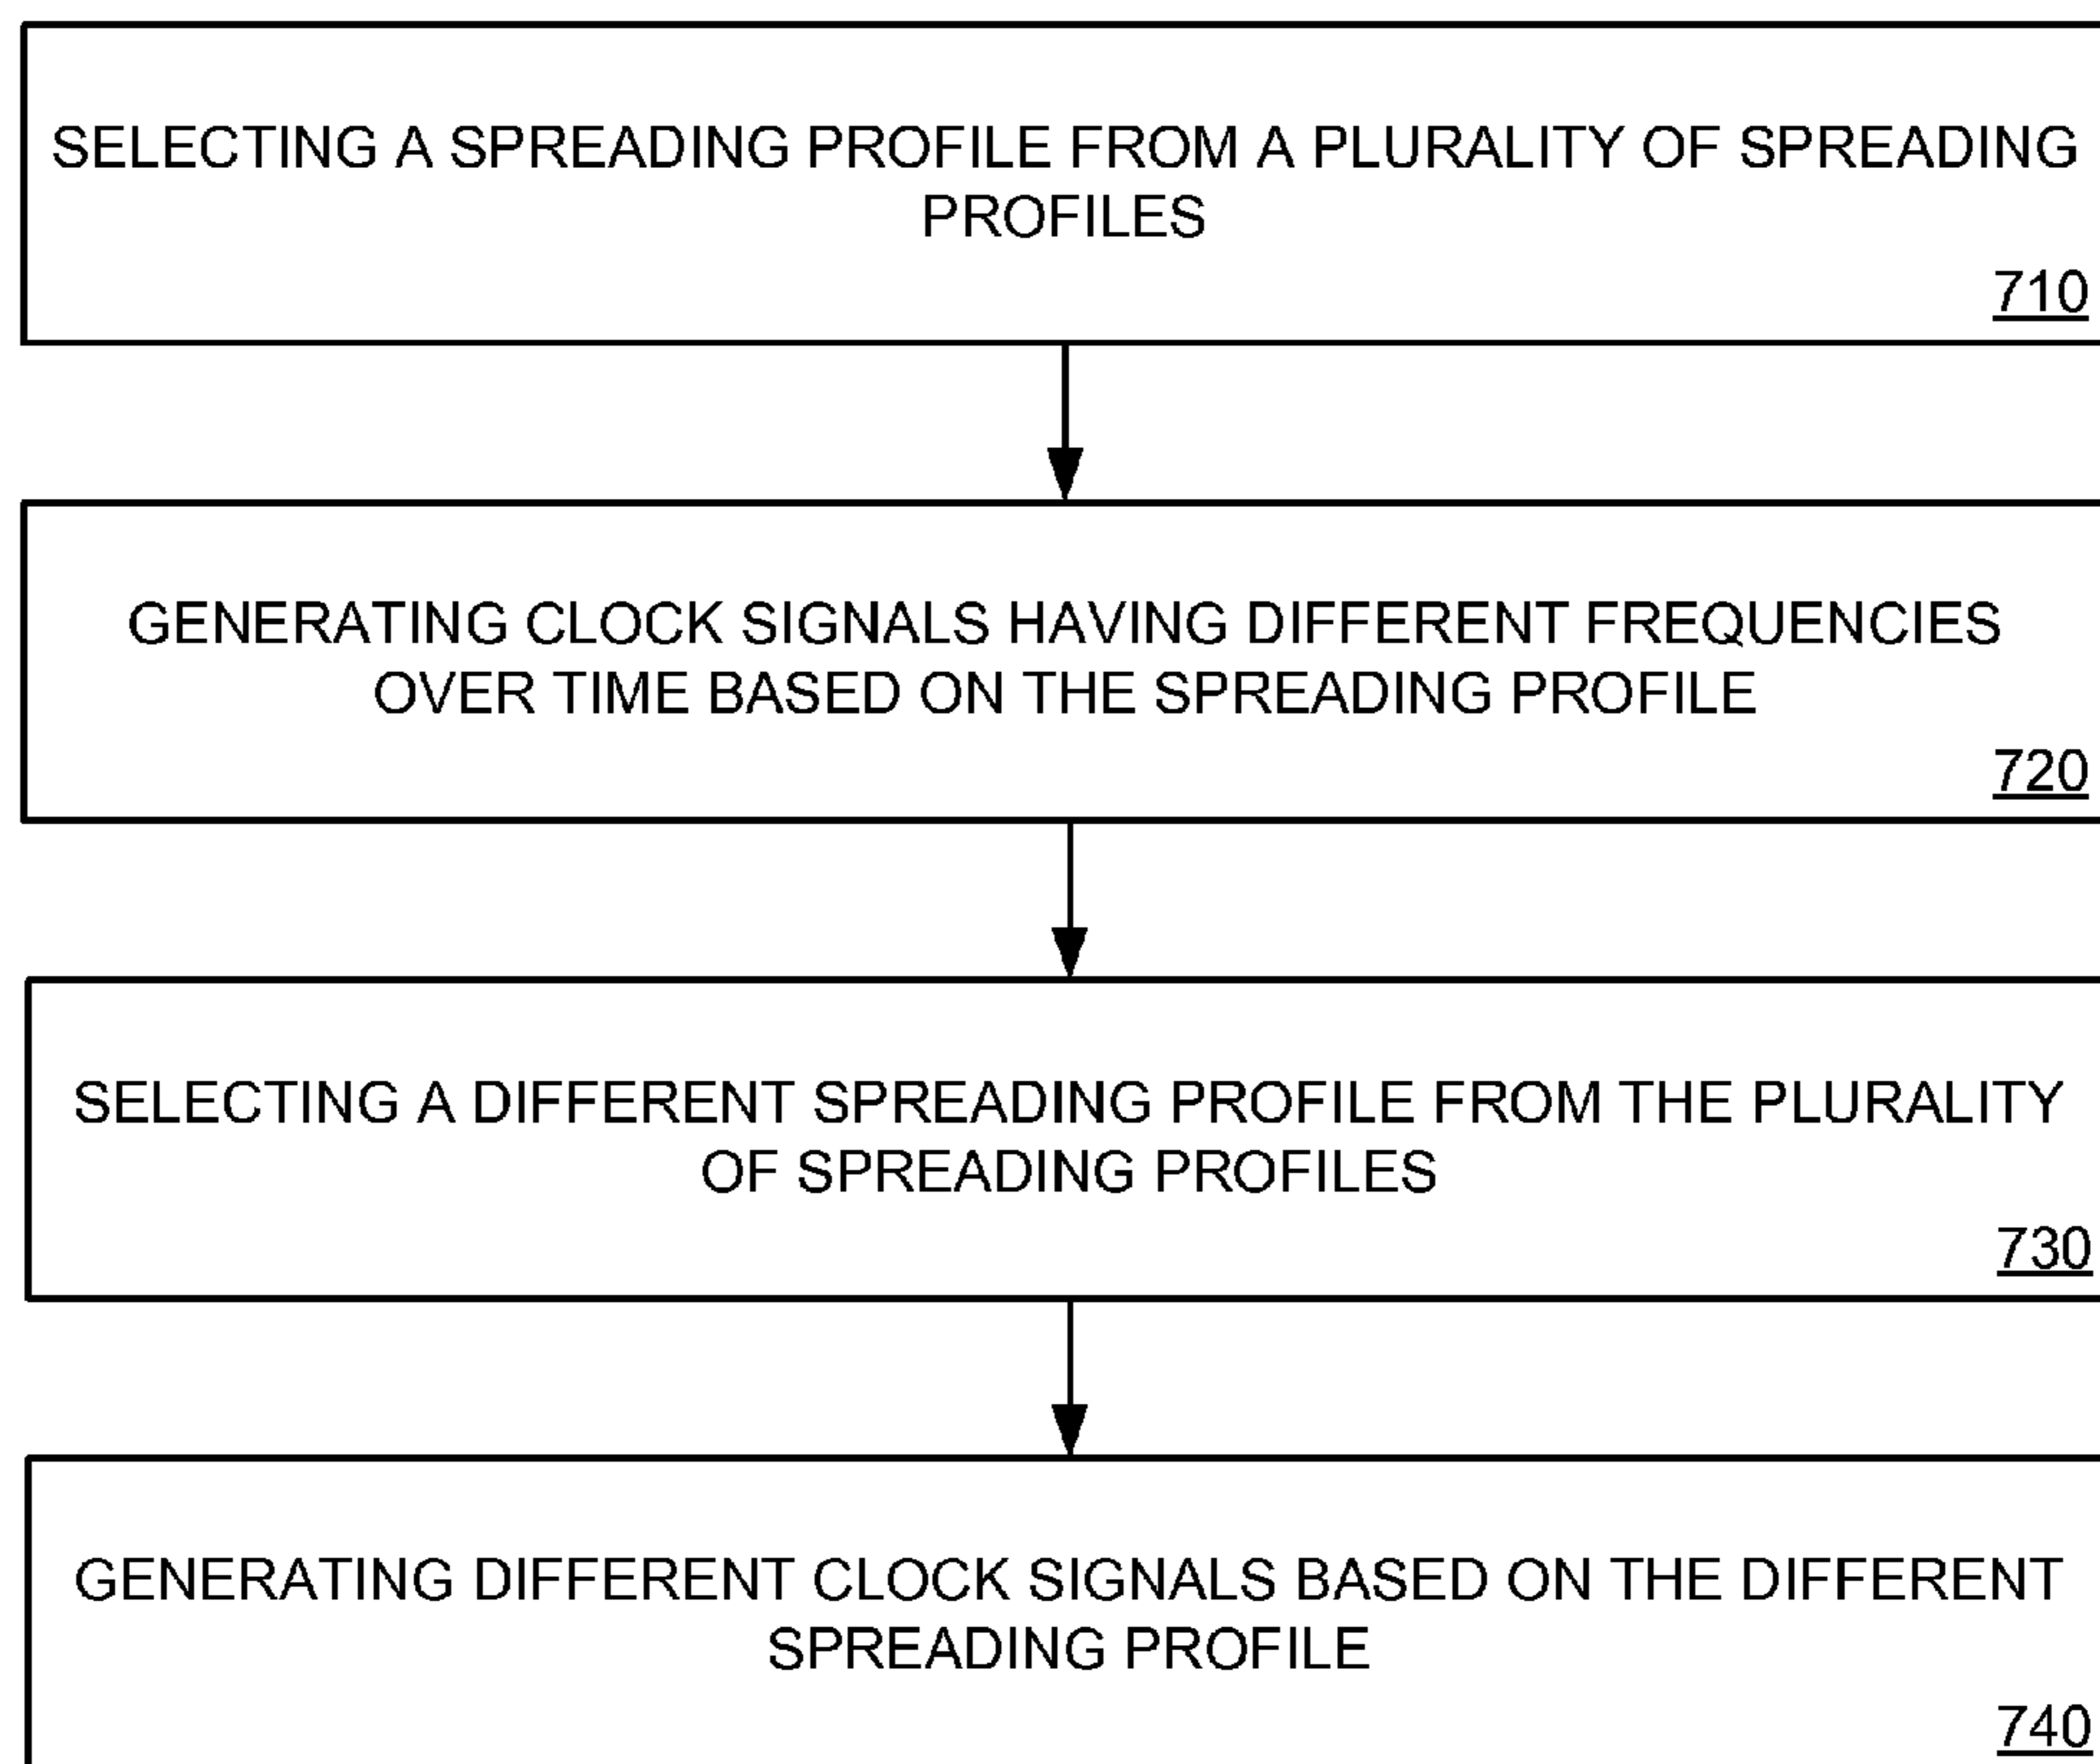 SELECTING A SPREADING PROFILE FROM A PLURALITY OF SPREADING
PROFILES
710
GENERATING CLOCK SIGNALS HAVING DIFFERENT FREQUENCIES
OVER TIME BASED ON THE SPREADING PROFILE
720
SELECTING A DIFFERENT SPREADING PROFILE FROM THE PLURALITY
OF SPREADING PROFILES
730
GENERATING DIFFERENT CLOCK SIGNALS BASED ON THE DIFFERENT
SPREADING PROFILE
740